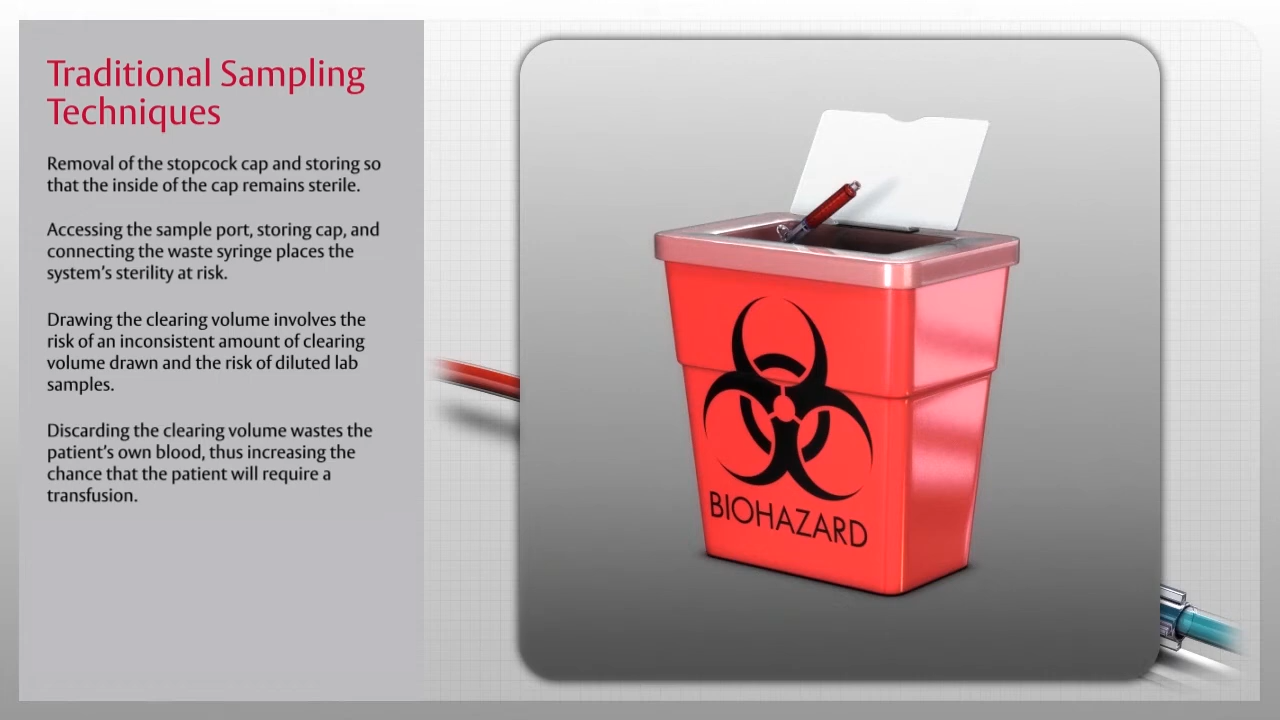 Traditional Sampling
Techniques
Removal of the stopcock cap and storing so
that the inside of the cap remains sterile.
Accessing the sample port, storing cap, and
connecting the waste syringe places the
system’s sterility at risk.
Drawing the clearing volume involves the
risk of an inconsistent amount of clearing
volume drawn and the risk of diluted lab
samples.
Discarding the clearing volume wastes the
patient’s own blood, thus increasing the
chance that the patient will require a
transfusion.
BIOHAZARD